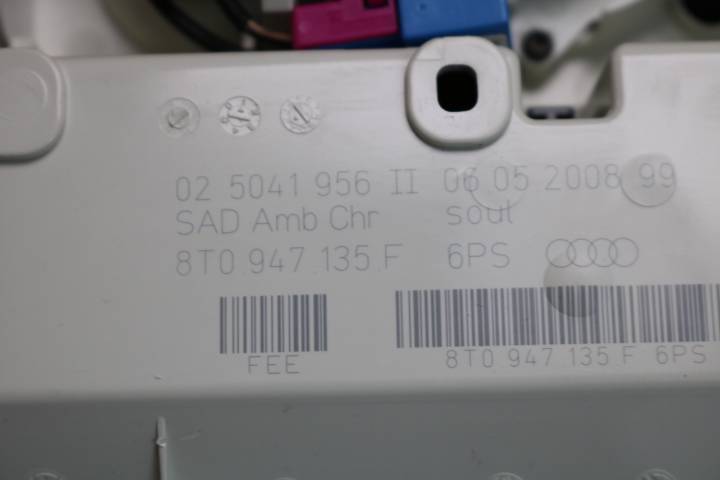 02 5041 956 II 06 05 2008 99
SAD Amb Chr soul
8T0 947 135 F 6PS
FEE
8T0 947 135 F 6PS